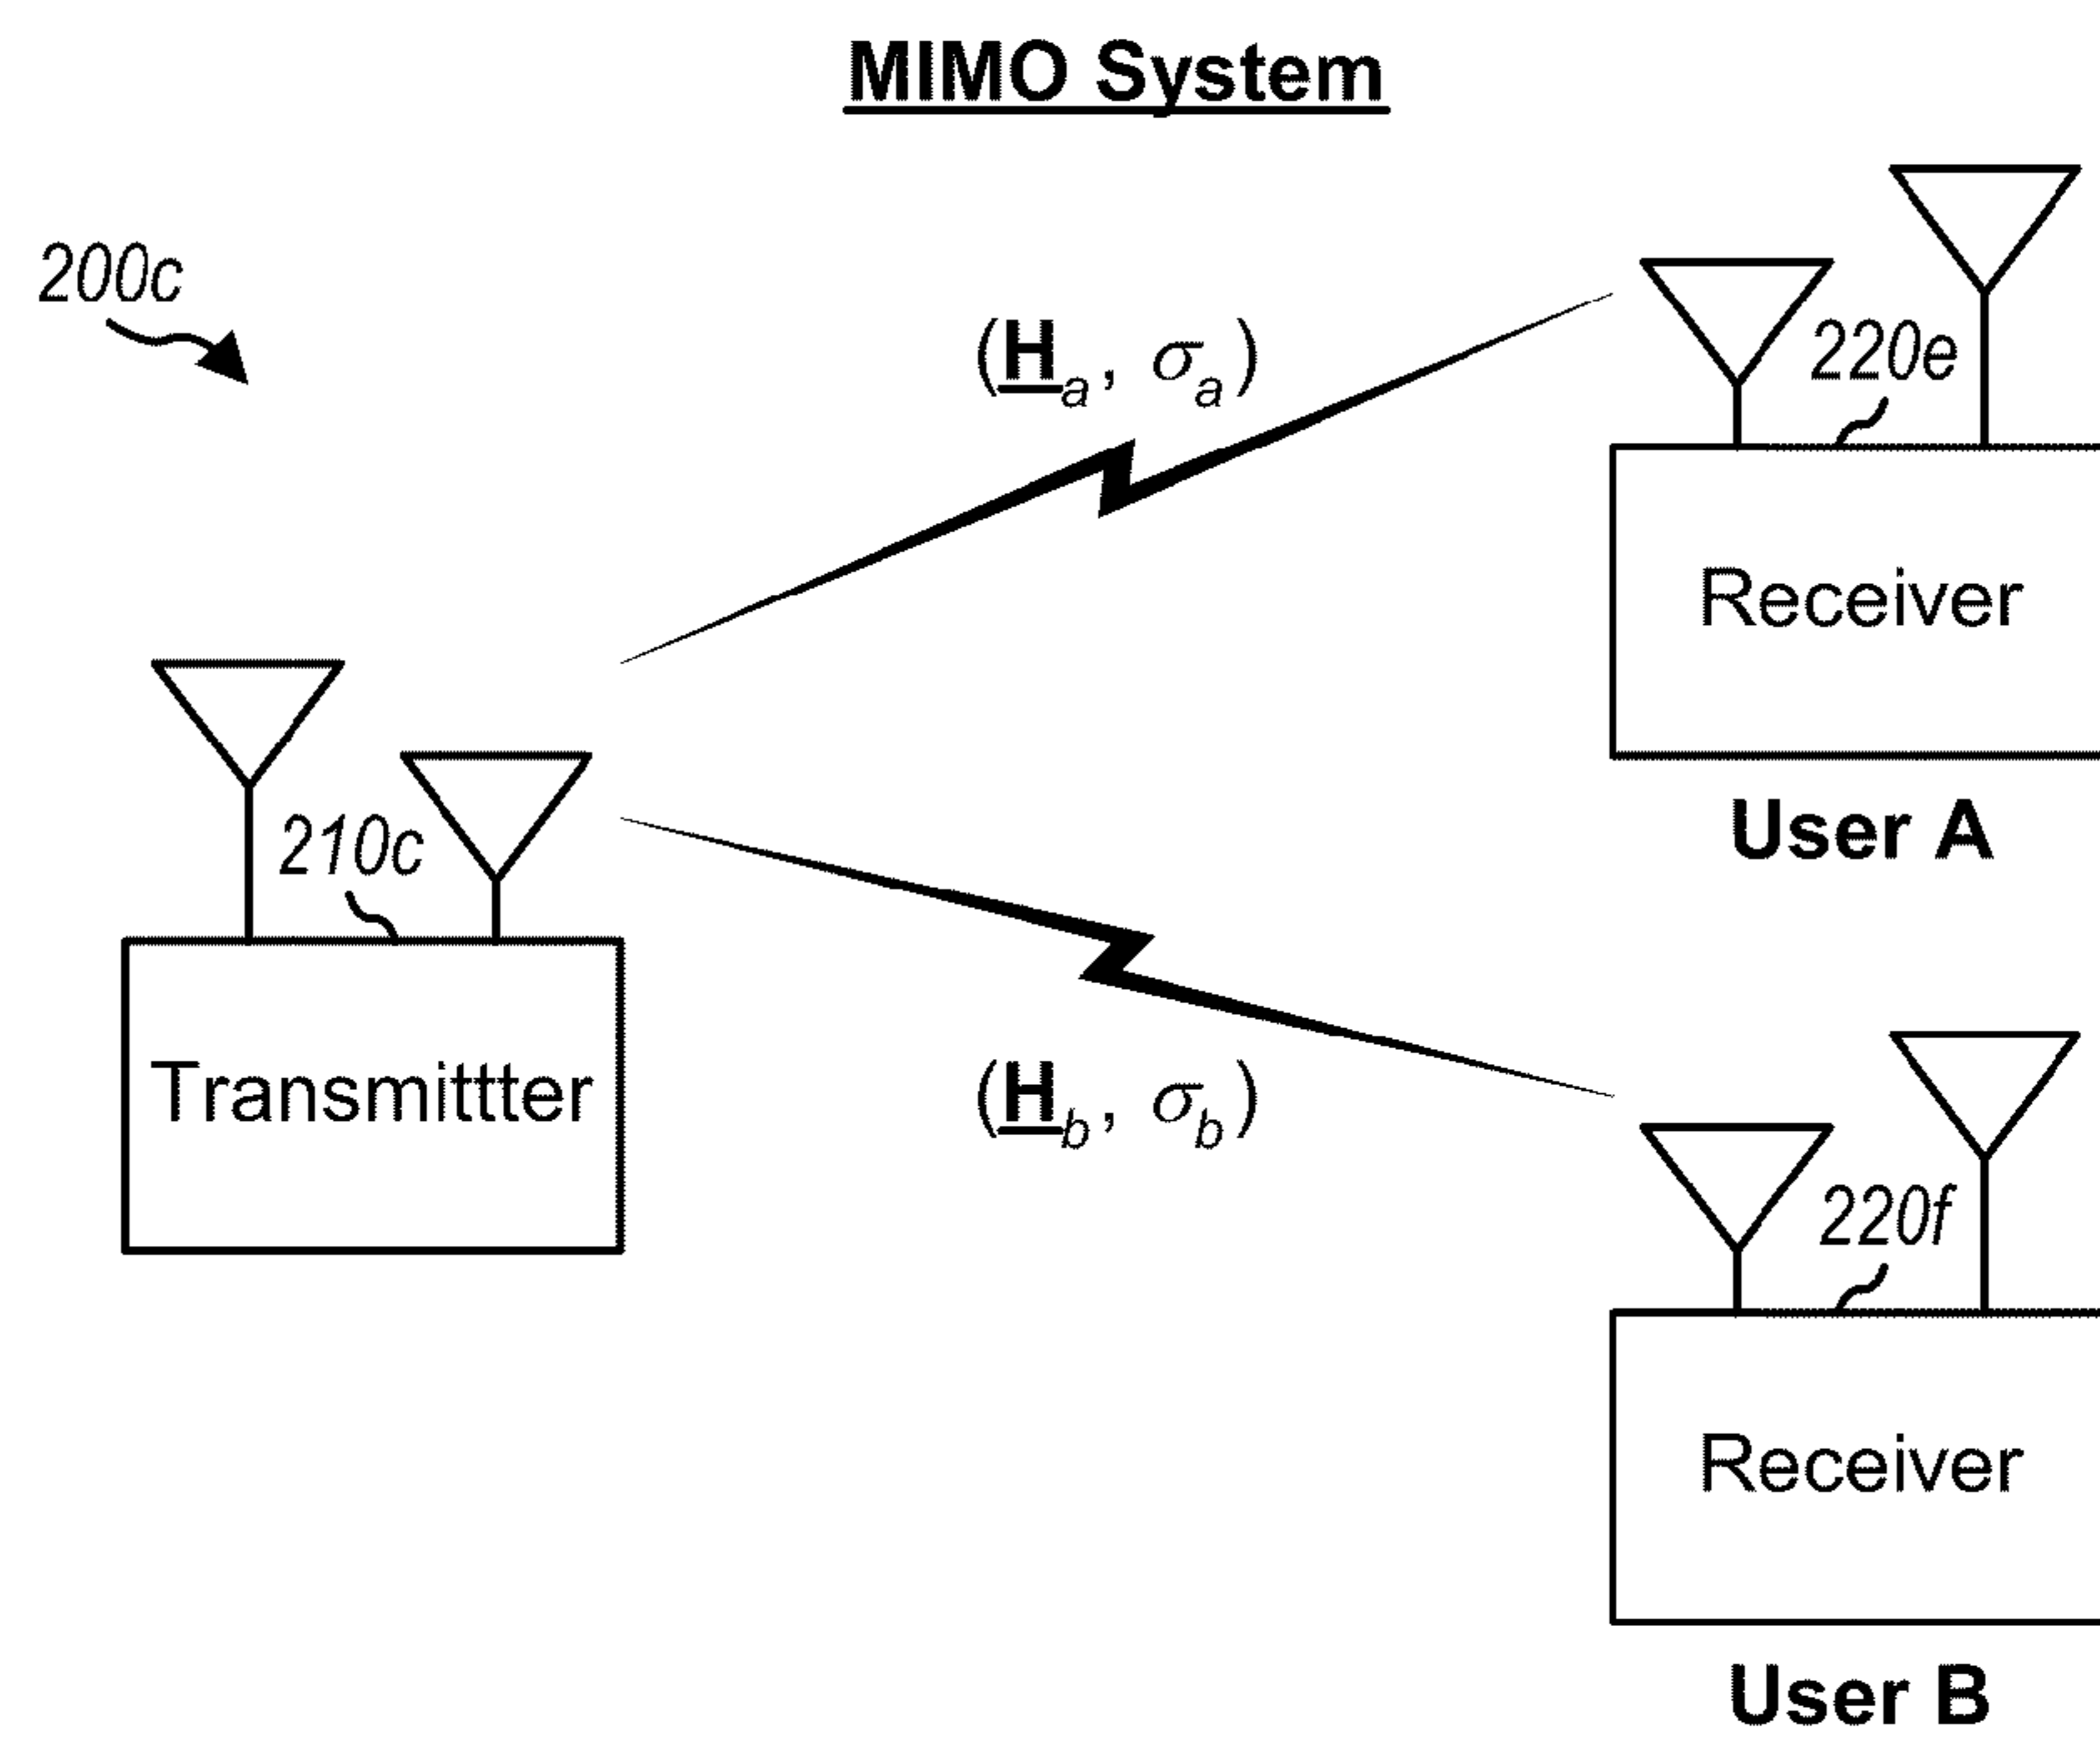 MIMO System
200c
(H_a, σ_a)
220e
Receiver
User A
210c
Transmittter
(H_b, σ_b)
220f
Receiver
User B